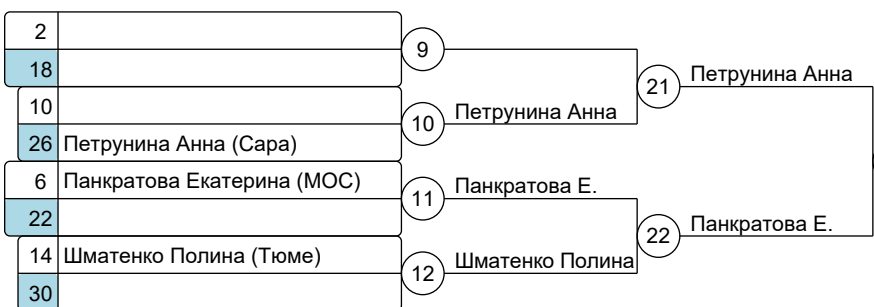 2
18
9
10
26 Петрунина Анна (Сара)
10 Петрунина Анна
21 Петрунина Анна
6 Панкратова Екатерина (МОС)
22
11 Панкратова Е.
14 Шматенко Полина (Тюме)
30
12 Шматенко Полина
22 Панкратова Е.